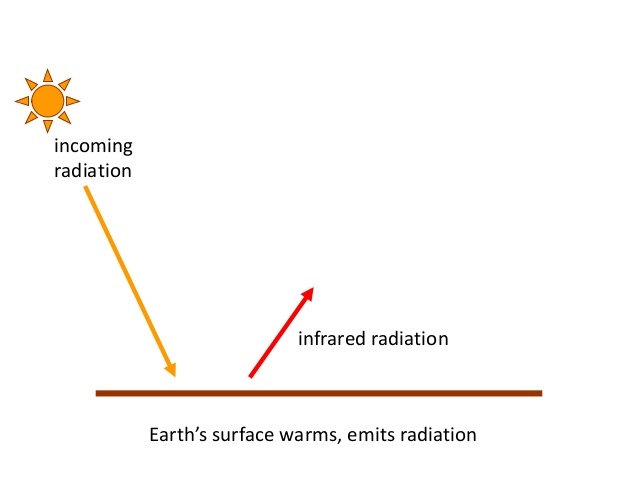 incoming
radiation
infrared radiation
Earth’s surface warms, emits radiation